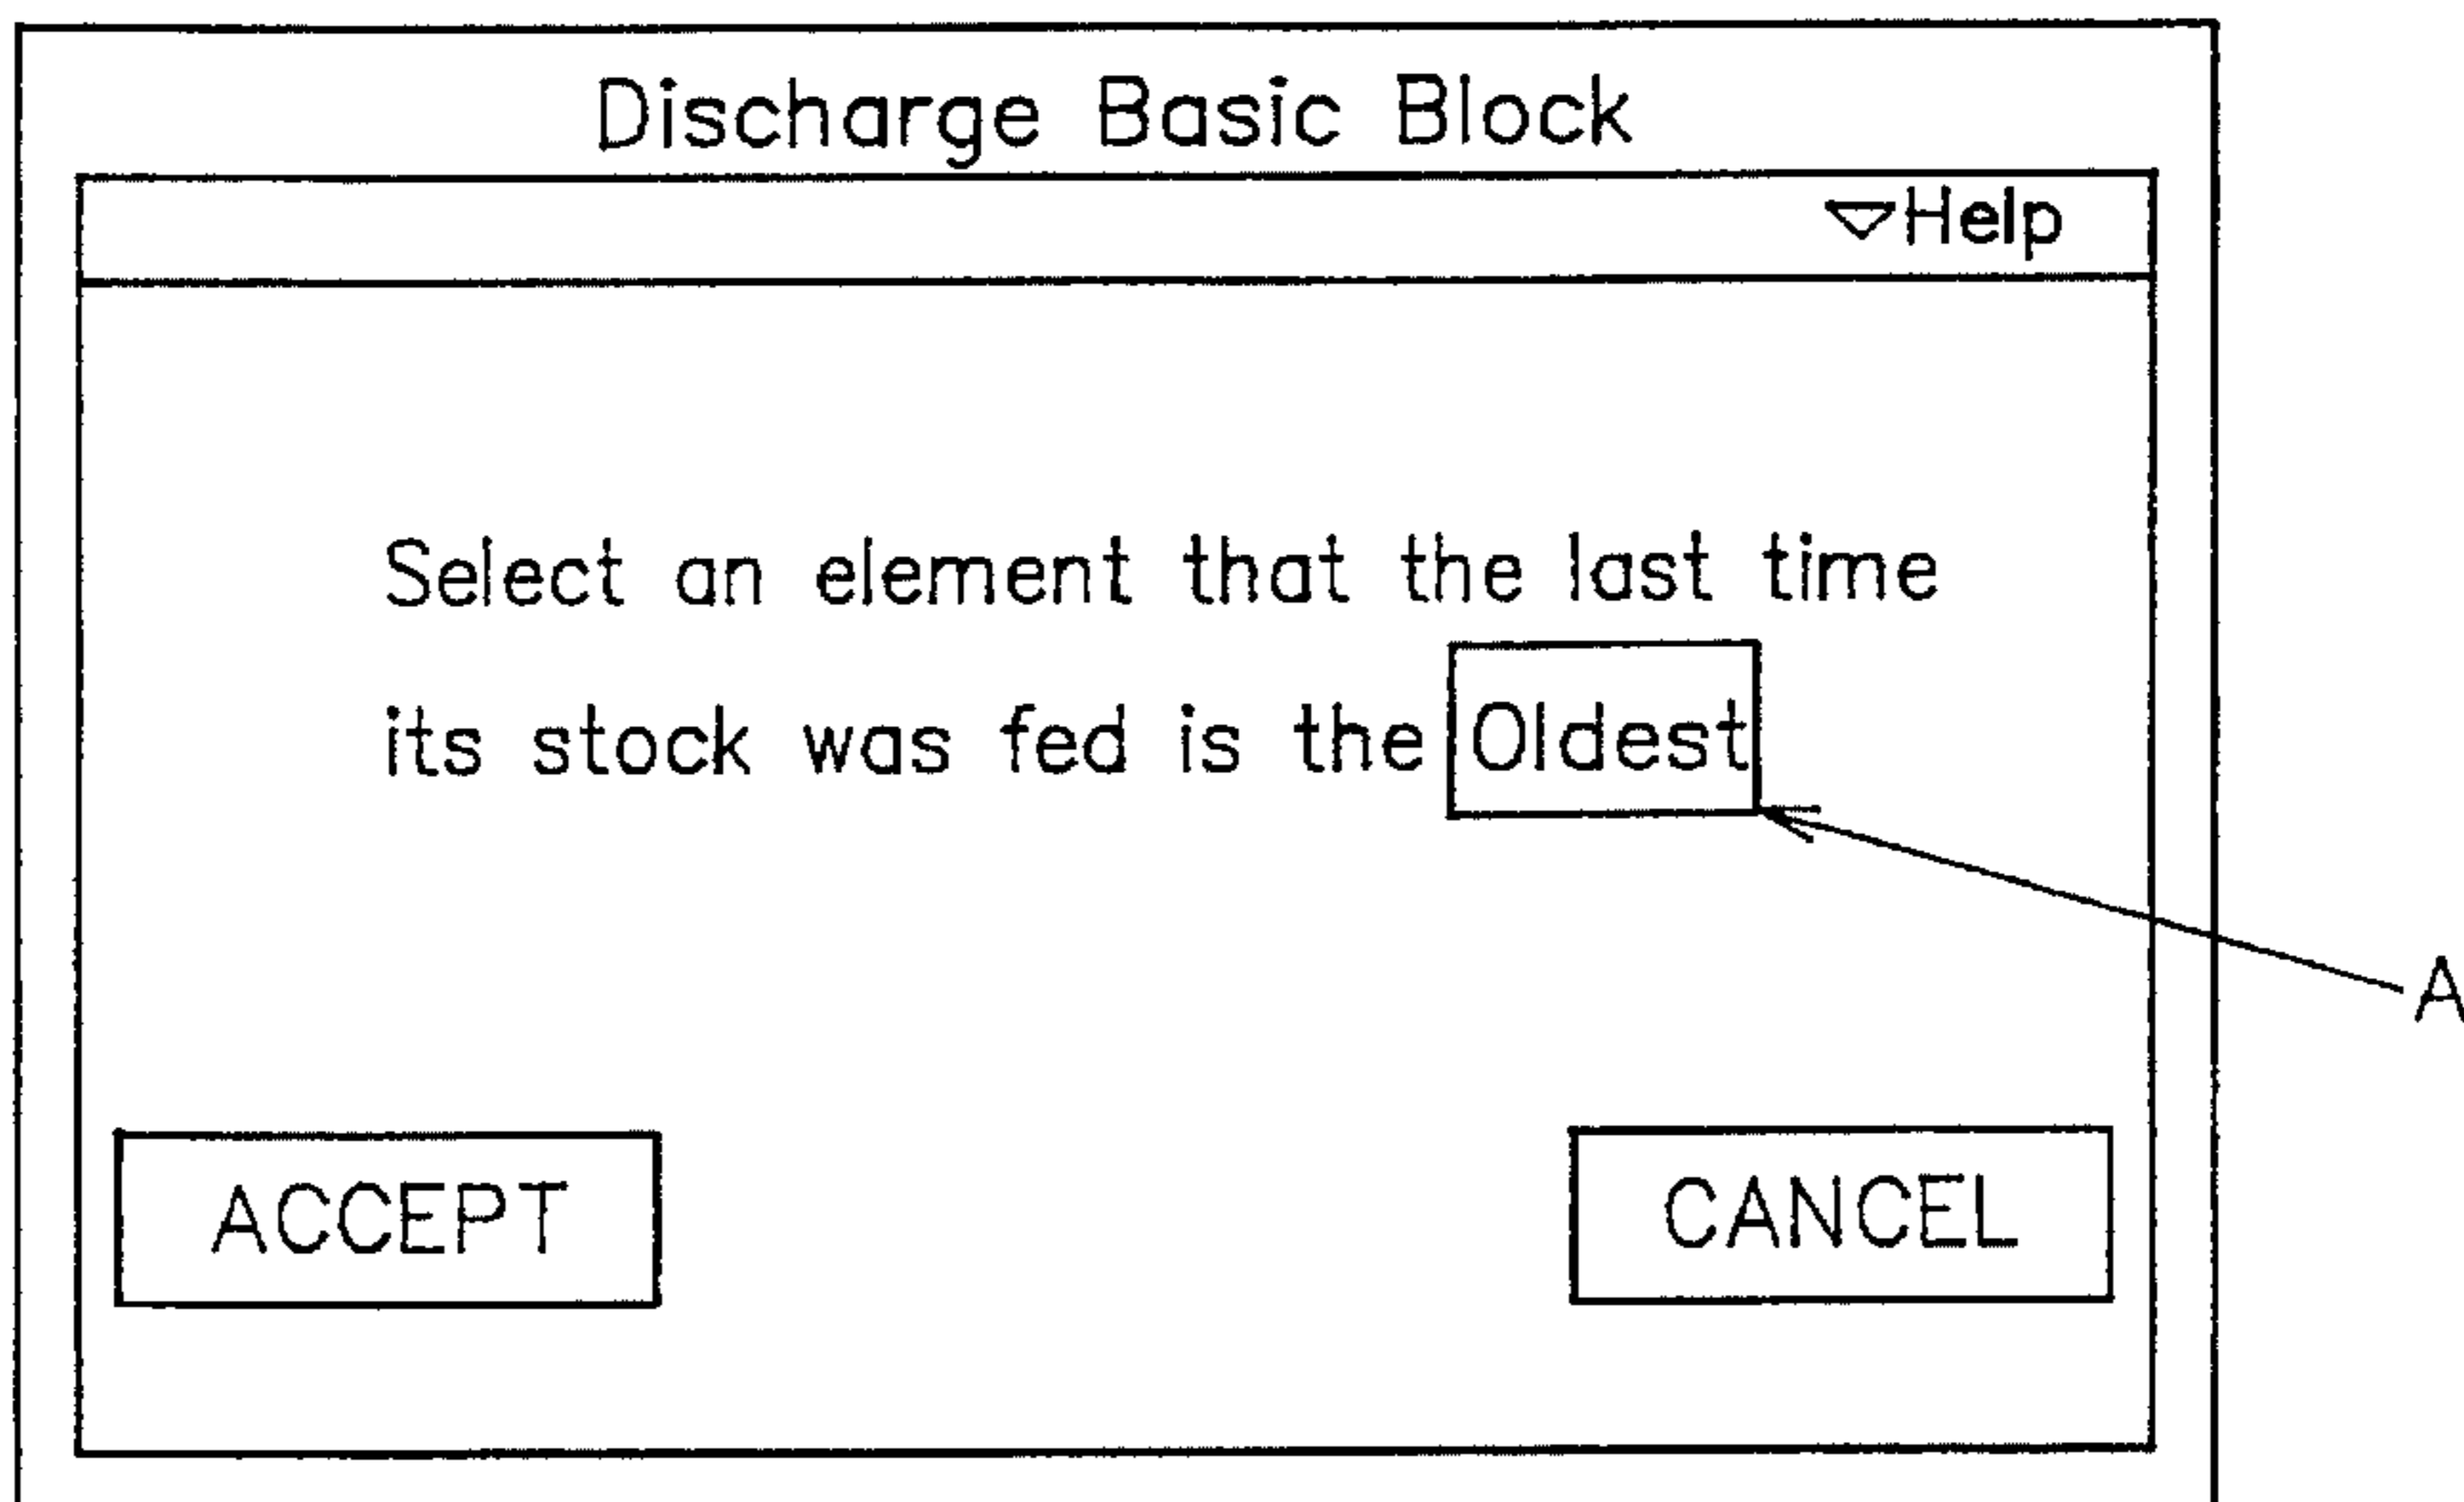 Discharge Basic Block
▽Help
Select an element that the last time
its stock was fed is the Oldest
A
ACCEPT
CANCEL